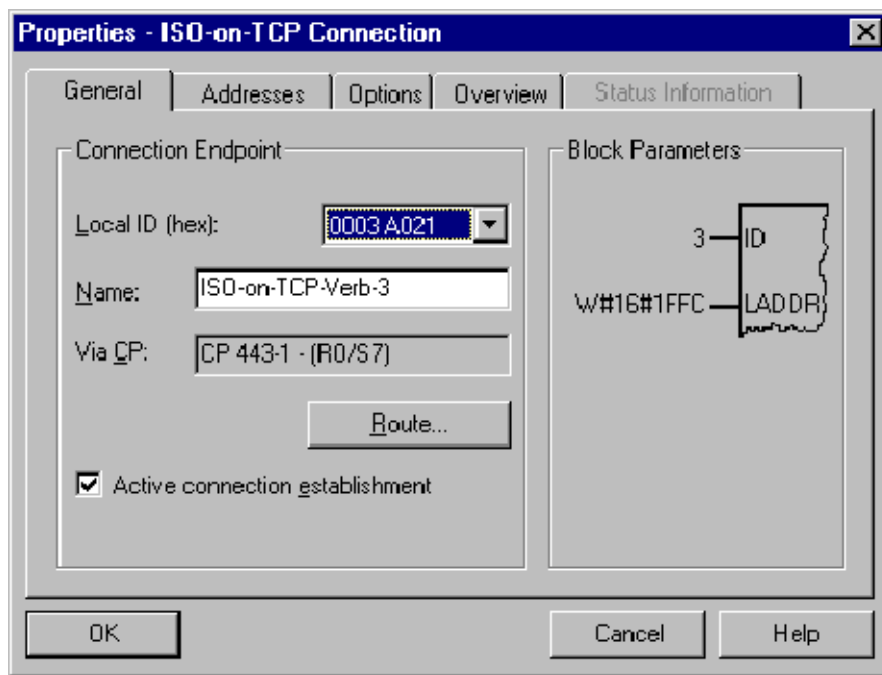 Properties - ISO-on-TCP Connection
General Addresses Options Overview Status Information
Connection Endpoint
Local ID (hex): 0003 A021
Name: ISO-on-TCP-Verb-3
Via CP: CP 443-1 - (R0/S7)
Route...
Active connection establishment
Block Parameters
3 ID
W#16#1FFC LADDR
OK Cancel Help